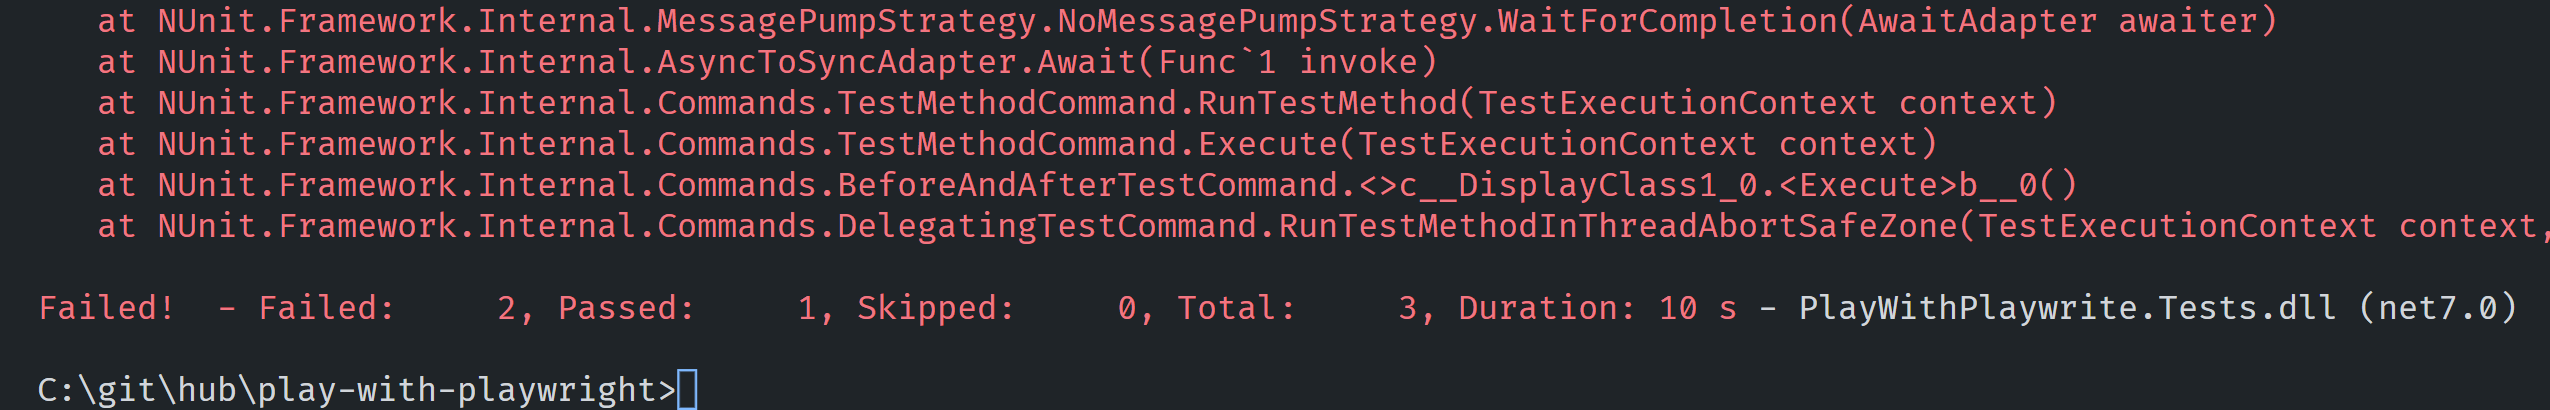 at NUnit.Framework.Internal.MessagePumpStrategy.NoMessagePumpStrategy.WaitForCompletion(AwaitAdapter awaiter)
at NUnit.Framework.Internal.AsyncToSyncAdapter.Await(Func`1 invoke)
at NUnit.Framework.Internal.Commands.TestMethodCommand.RunTestMethod(TestExecutionContext context)
at NUnit.Framework.Internal.Commands.TestMethodCommand.Execute(TestExecutionContext context)
at NUnit.Framework.Internal.Commands.BeforeAndAfterTestCommand.<>c__DisplayClass1_0.<Execute>b__0()
at NUnit.Framework.Internal.Commands.DelegatingTestCommand.RunTestMethodInThreadAbortSafeZone(TestExecutionContext context,
Failed!  - Failed:     2, Passed:     1, Skipped:     0, Total:     3, Duration: 10 s - PlayWithPlaywrite.Tests.dll (net7.0)
C:\git\hub\play-with-playwright>